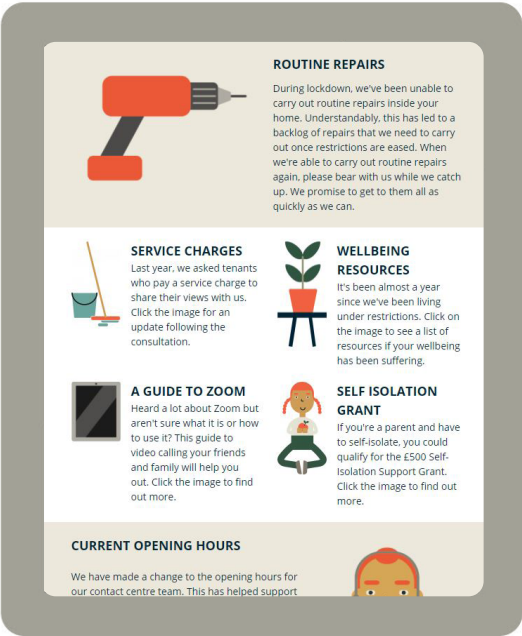 ROUTINE REPAIRS
During lockdown, we've been unable to
carry out routine repairs inside your
home. Understandably, this has led to a
backlog of repairs that we need to carry
out once restrictions are eased. When
we're able to carry out routine repairs
again, please bear with us while we catch
up. We promise to get to them all as
quickly as we can.
SERVICE CHARGES
Last year, we asked tenants
who pay a service charge to
share their views with us.
Click the image for an
update following the
consultation.
WELLBEING
RESOURCES
It's been almost a year
since we've been living
under restrictions. Click on
the image to see a list of
resources if your wellbeing
has been suffering.
A GUIDE TO ZOOM
Heard a lot about Zoom but
aren't sure what it is or how
to use it? This guide to
video calling your friends
and family will help you
out. Click the image to find
out more.
SELF ISOLATION
GRANT
If you're a parent and have
to self-isolate, you could
qualify for the £500 Self-
Isolation Support Grant.
Click the image to find out
more.
CURRENT OPENING HOURS
We have made a change to the opening hours for
our contact centre team. This has helped support